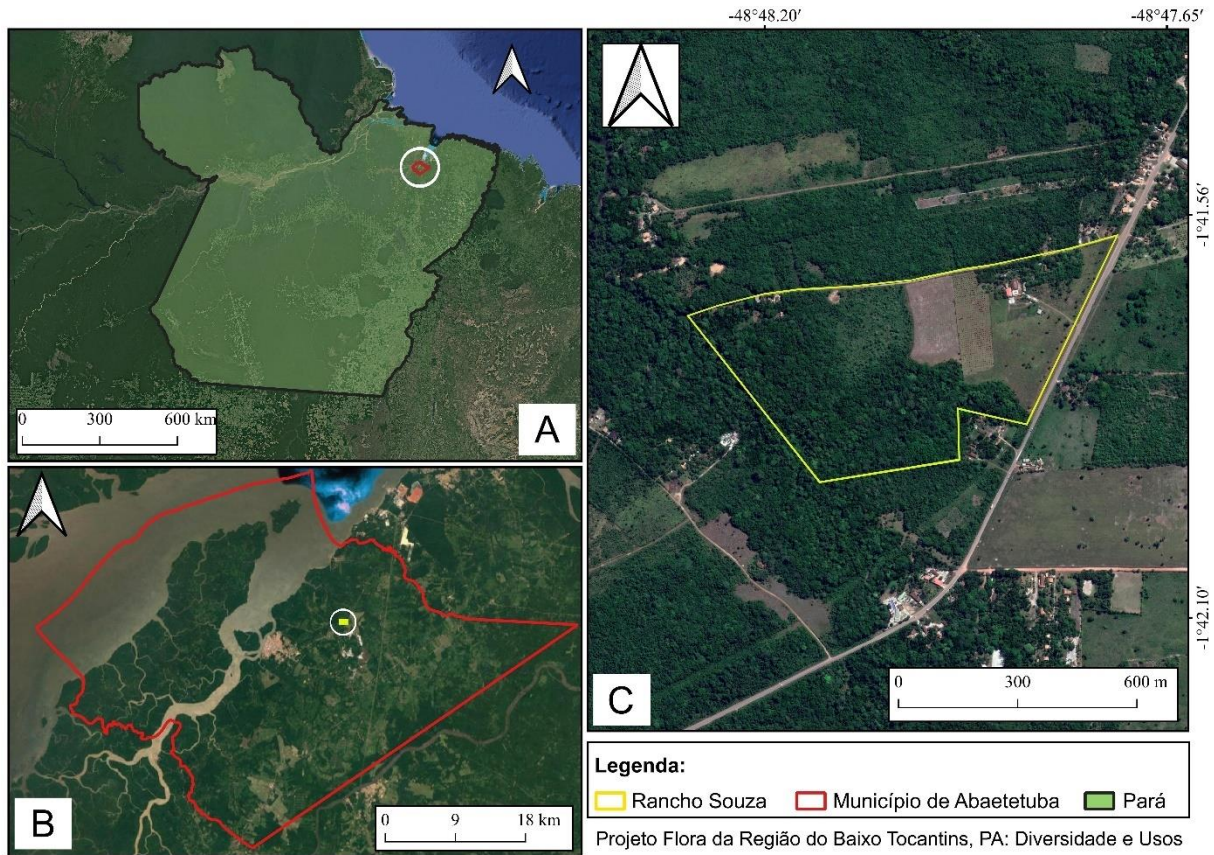 -48°48.20′
-48°47.65′
0 300 600 km
A
0 9 18 km
B
-1°41.56′
-1°42.10′
0 300 600 m
C
Legenda:
Rancho Souza
Município de Abaetetuba
Pará
Projeto Flora da Região do Baixo Tocantins, PA: Diversidade e Usos